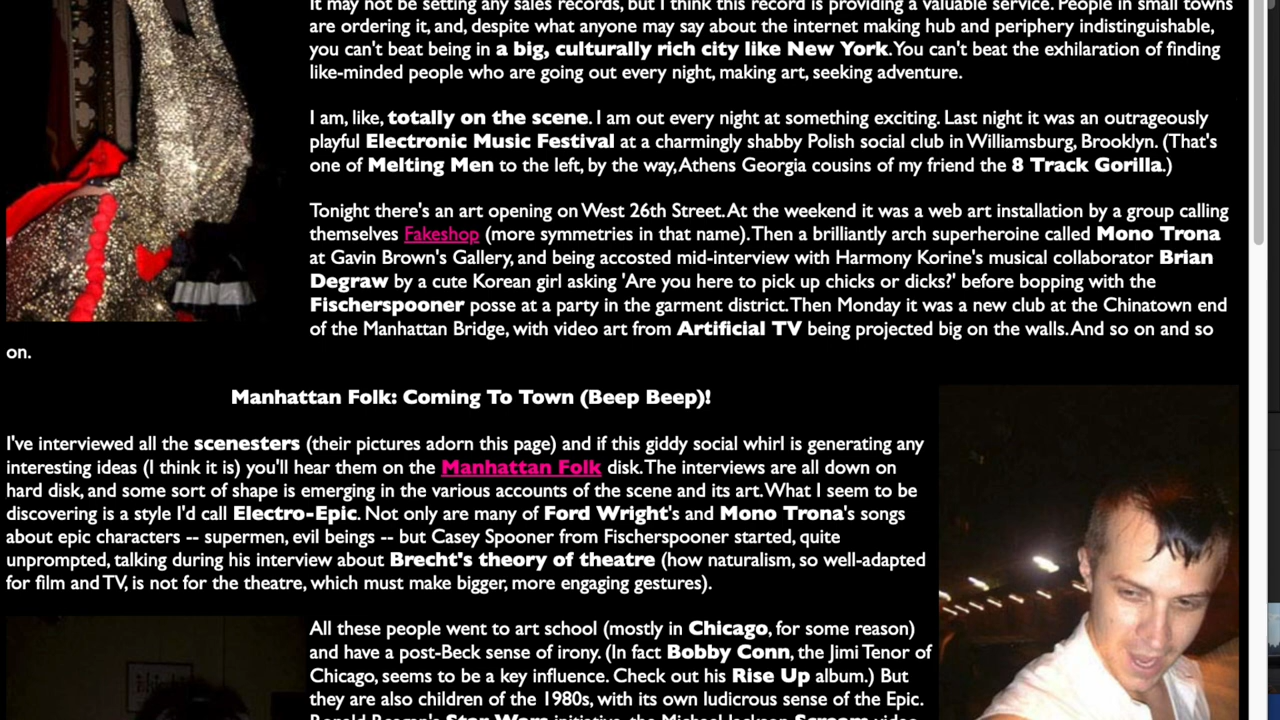 It may not be setting any sales records, but I think this record is providing a valuable service. People in small towns
are ordering it, and, despite what anyone may say about the internet making hub and periphery indistinguishable,
you can't beat being in a big, culturally rich city like New York. You can't beat the exhilaration of finding
like-minded people who are going out every night, making art, seeking adventure.
I am, like, totally on the scene. I am out every night at something exciting. Last night it was an outrageously
playful Electronic Music Festival at a charmingly shabby Polish social club in Williamsburg, Brooklyn. (That's
one of Melting Men to the left, by the way, Athens Georgia cousins of my friend the 8 Track Gorilla.)
Tonight there's an art opening on West 26th Street. At the weekend it was a web art installation by a group calling
themselves Fakeshop (more symmetries in that name). Then a brilliantly arch superheroine called Mono Trona
at Gavin Brown's Gallery, and being accosted mid-interview with Harmony Korine's musical collaborator Brian
Degraw by a cute Korean girl asking 'Are you here to pick up chicks or dicks?' before bopping with the
Fischerspooner posse at a party in the garment district. Then Monday it was a new club at the Chinatown end
of the Manhattan Bridge, with video art from Artificial TV being projected big on the walls. And so on and so
on.
Manhattan Folk: Coming To Town (Beep Beep)!
I've interviewed all the scenesters (their pictures adorn this page) and if this giddy social whirl is generating any
interesting ideas (I think it is) you'll hear them on the Manhattan Folk disk. The interviews are all down on
hard disk, and some sort of shape is emerging in the various accounts of the scene and its art. What I seem to be
discovering is a style I'd call Electro-Epic. Not only are many of Ford Wright's and Mono Trona's songs
about epic characters -- supermen, evil beings -- but Casey Spooner from Fischerspooner started, quite
unprompted, talking during his interview about Brecht's theory of theatre (how naturalism, so well-adapted
for film and TV, is not for the theatre, which must make bigger, more engaging gestures).
All these people went to art school (mostly in Chicago, for some reason)
and have a post-Beck sense of irony. (In fact Bobby Conn, the Jimi Tenor of
Chicago, seems to be a key influence. Check out his Rise Up album.) But
they are also children of the 1980s, with its own ludicrous sense of the Epic.
Ronald Reagan's Star Wars initiative, the Michael Jackson Scream video